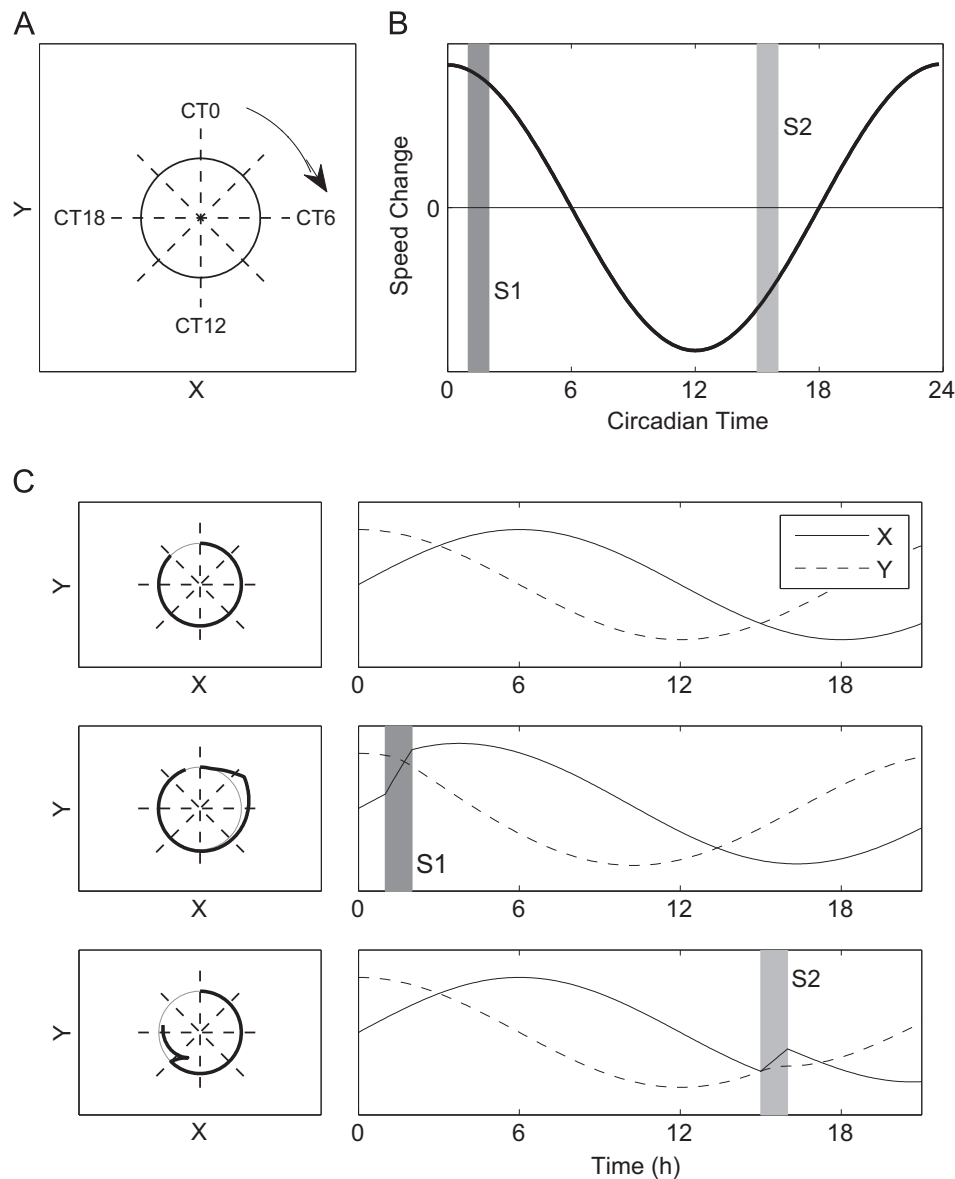 A
CT0
CT18
CT6
CT12
Y
X
B
Speed Change
0
S1
S2
0 6 12 18 24
Circadian Time
C
Y
X
X
Y
0 6 12 18
Y
X
S1
0 6 12 18
Y
X
S2
0 6 12 18
Time (h)